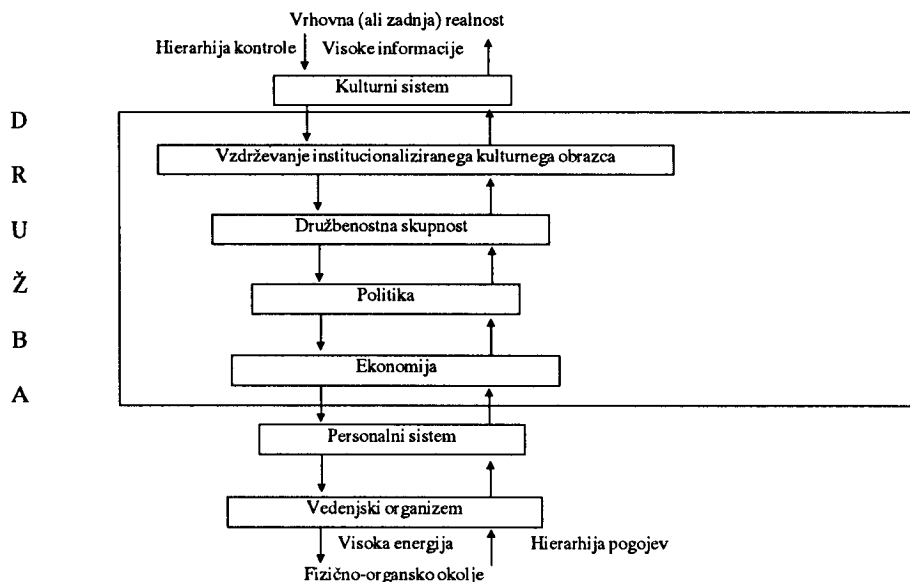 Vrhovna (ali zadnja) realnost
Hierarhija kontrole Visoke informacije
Kulturni sistem
D
Vzdrževanje institucionaliziranega kulturnega obrazca
R
Družbenostna skupnost
U
Ž
Politika
B
Ekonomija
A
Personalni sistem
Vedenjski organizem
Visoka energija Hierarhija pogojev
Fizično-organsko okolje